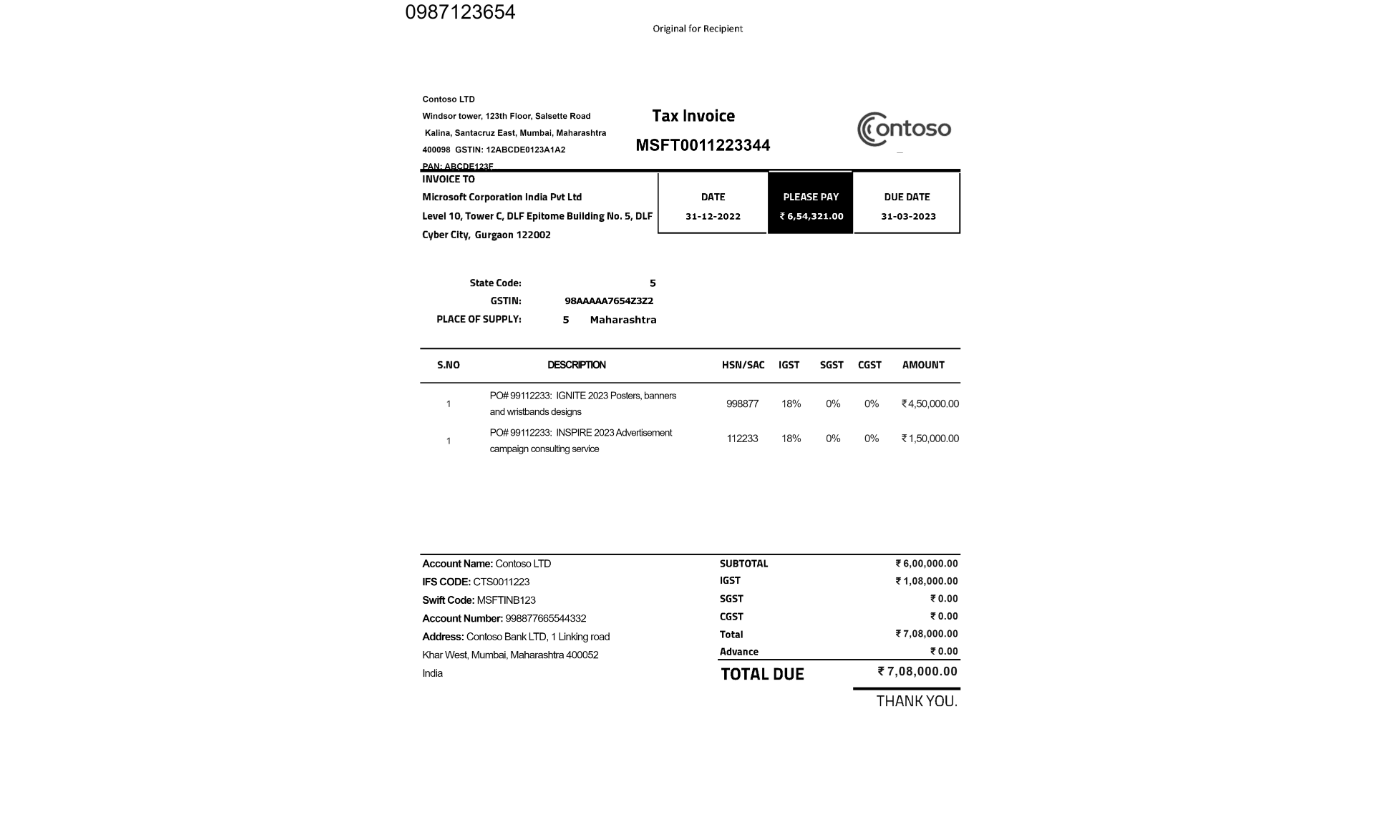 0987123654
Original for Recipient
Contoso LTD
Windsor tower, 123th Floor, Salsette Road
Kalina, Santacruz East, Mumbai, Maharashtra
400098 GSTIN: 12ABCDE0123A1A2
PAN: ABCDE123F
Tax Invoice
MSFT0011223344
Contoso
INVOICE TO
Microsoft Corporation India Pvt Ltd
Level 10, Tower C, DLF Epitome Building No. 5, DLF
Cyber City, Gurgaon 122002
DATE PLEASE PAY DUE DATE
31-12-2022 ₹ 6,54,321.00 31-03-2023
State Code: 5
GSTIN: 98AAAAA7654Z3Z2
PLACE OF SUPPLY: 5 Maharashtra
S.NO DESCRIPTION HSN/SAC IGST SGST CGST AMOUNT
1 PO# 99112233: IGNITE 2023 Posters, banners
and wristbands designs 998877 18% 0% 0% ₹ 4,50,000.00
1 PO# 99112233: INSPIRE 2023 Advertisement
campaign consulting service 112233 18% 0% 0% ₹ 1,50,000.00
Account Name: Contoso LTD
IFS CODE: CTS0011223
Swift Code: MSFTINB123
Account Number: 998877665544332
Address: Contoso Bank LTD, 1 Linking road
Khar West, Mumbai, Maharashtra 400052
India
SUBTOTAL ₹ 6,00,000.00
IGST ₹ 1,08,000.00
SGST ₹ 0.00
CGST ₹ 0.00
Total ₹ 7,08,000.00
Advance ₹ 0.00
TOTAL DUE ₹ 7,08,000.00
THANK YOU.